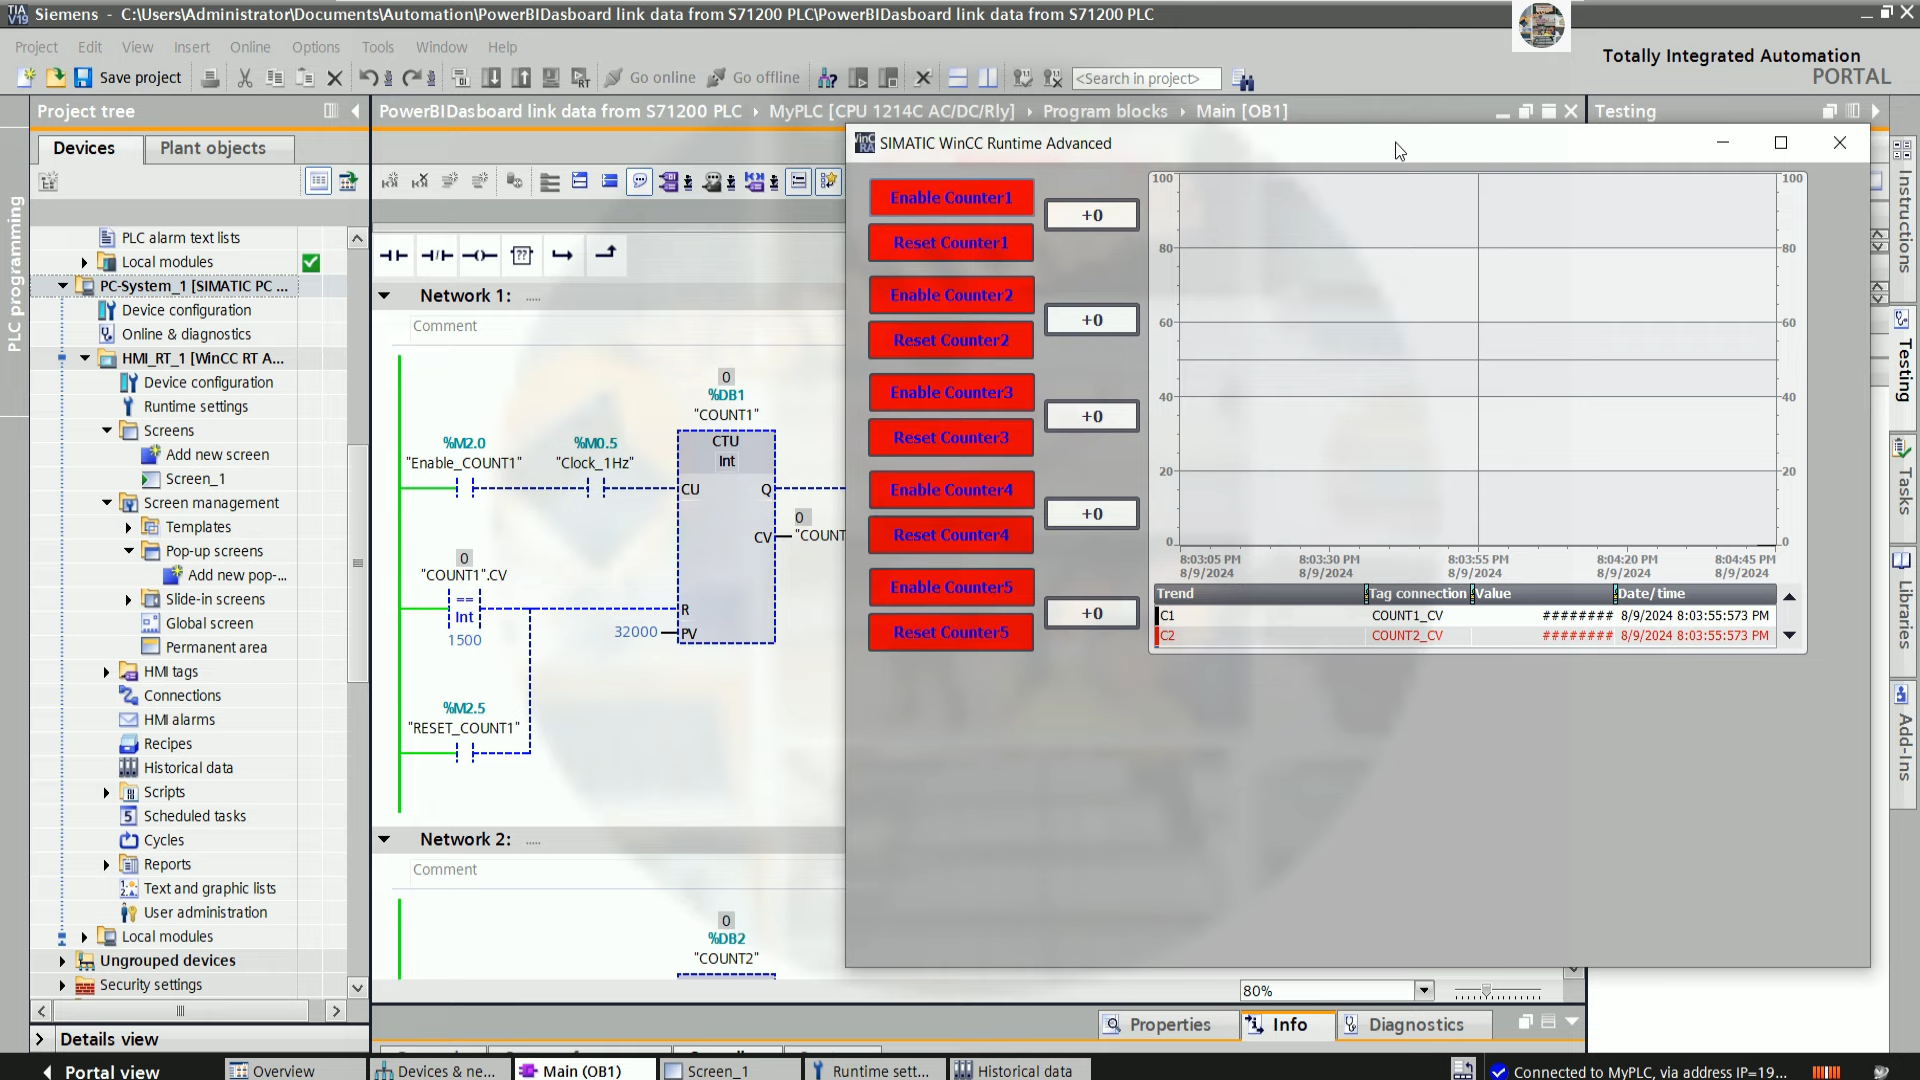 TIA
V19
Siemens - C:\Users\Administrator\Documents\Automation\PowerBIDasboard link data from S71200 PLC\PowerBIDasboard link data from S71200 PLC
Project Edit View Insert Online Options Tools Window Help
Totally Integrated Automation
PORTAL
Save project
Go online
Go offline
<Search in project>
Project tree
PowerBIDasboard link data from S71200 PLC › MyPLC [CPU 1214C AC/DC/Rly] › Program blocks › Main [OB1]
Testing
Devices
Plant objects
PLC programming
PLC alarm text lists
Local modules
PC-System_1 [SIMATIC PC ...
Device configuration
Online & diagnostics
HMI_RT_1 [WinCC RT A...
Device configuration
Runtime settings
Screens
Add new screen
Screen_1
Screen management
Templates
Pop-up screens
Add new pop-...
Slide-in screens
Global screen
Permanent area
HMI tags
Connections
HMI alarms
Recipes
Historical data
Scripts
Scheduled tasks
Cycles
Reports
Text and graphic lists
User administration
Local modules
Ungrouped devices
Security settings
Details view
Network 1: .....
Comment
0
%DB1
"COUNT1"
CTU
Int
%M2.0
"Enable_COUNT1"
%M0.5
"Clock_1Hz"
CU
Q
0
CV
"COUNT
0
"COUNT1".CV
==
Int
1500
R
32000
PV
%M2.5
"RESET_COUNT1"
Network 2: .....
Comment
0
%DB2
"COUNT2"
SIMATIC WinCC Runtime Advanced
Enable Counter1
+0
Reset Counter1
Enable Counter2
+0
Reset Counter2
Enable Counter3
+0
Reset Counter3
Enable Counter4
+0
Reset Counter4
Enable Counter5
+0
Reset Counter5
100 100
80 80
60 60
40 40
20 20
0 0
8:03:05 PM 8:03:30 PM 8:03:55 PM 8:04:20 PM 8:04:45 PM
8/9/2024 8/9/2024 8/9/2024 8/9/2024 8/9/2024
Trend Tag connection Value Date/time
C1 COUNT1_CV ######## 8/9/2024 8:03:55:573 PM
C2 COUNT2_CV ######## 8/9/2024 8:03:55:573 PM
80%
Properties
Info
Diagnostics
Instructions
Testing
Tasks
Libraries
Add-Ins
Portal view
Overview
Devices & ne...
Main (OB1)
Screen_1
Runtime sett...
Historical data
Connected to MyPLC, via address IP=19...